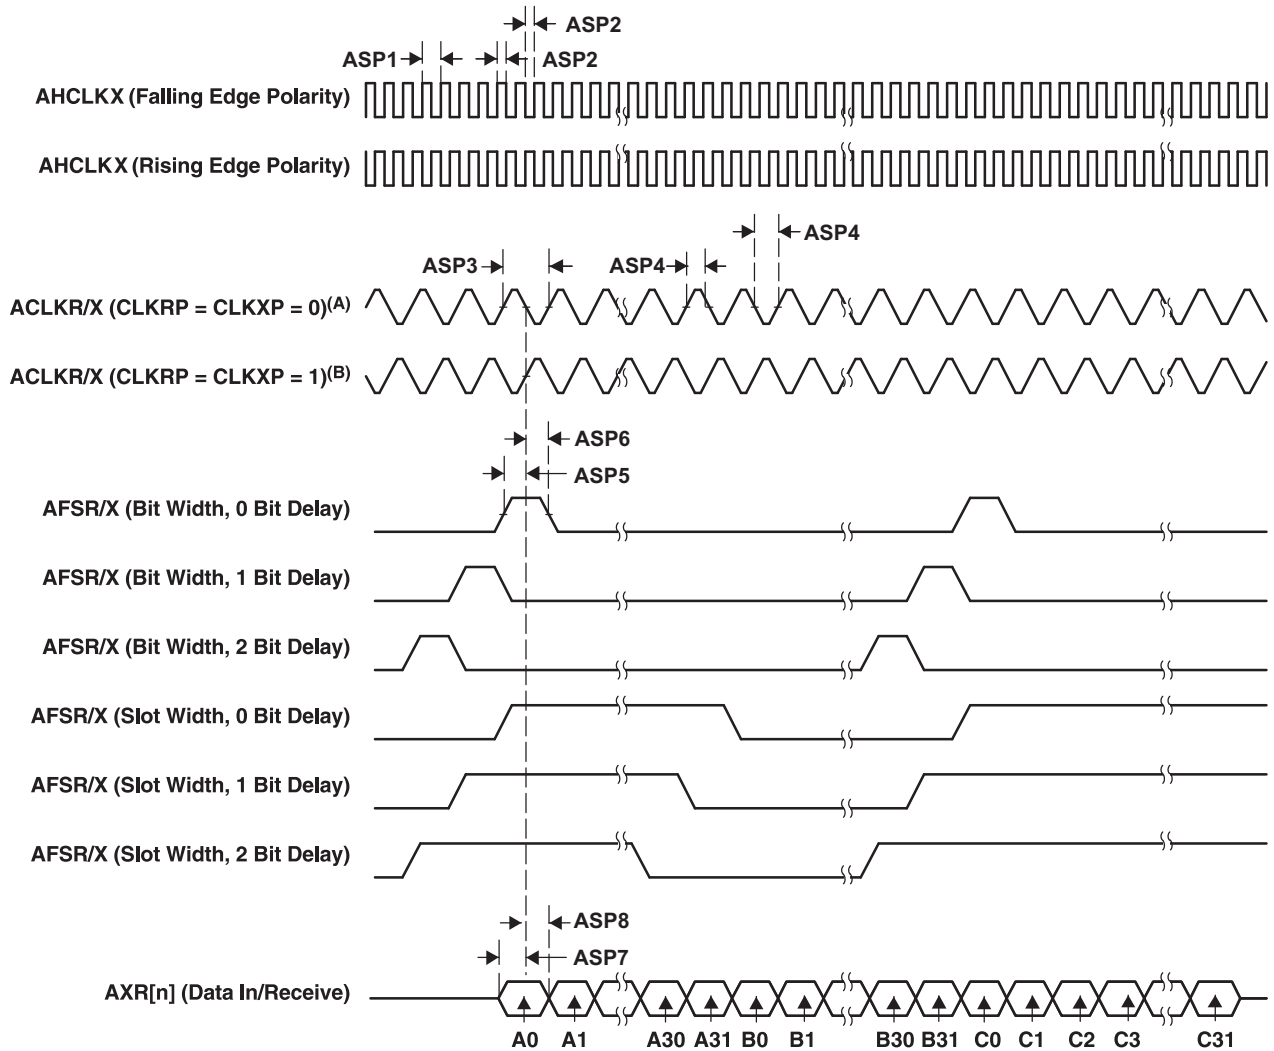 ASP2
ASP1 ASP2
AHCLKX (Falling Edge Polarity)
AHCLKX (Rising Edge Polarity)
ASP4
ASP3 ASP4
ACLKR/X (CLKRP = CLKXP = 0)(A)
ACLKR/X (CLKRP = CLKXP = 1)(B)
ASP6
ASP5
AFSR/X (Bit Width, 0 Bit Delay)
AFSR/X (Bit Width, 1 Bit Delay)
AFSR/X (Bit Width, 2 Bit Delay)
AFSR/X (Slot Width, 0 Bit Delay)
AFSR/X (Slot Width, 1 Bit Delay)
AFSR/X (Slot Width, 2 Bit Delay)
ASP8
ASP7
AXR[n] (Data In/Receive)
A0 A1 A30 A31 B0 B1 B30 B31 C0 C1 C2 C3 C31